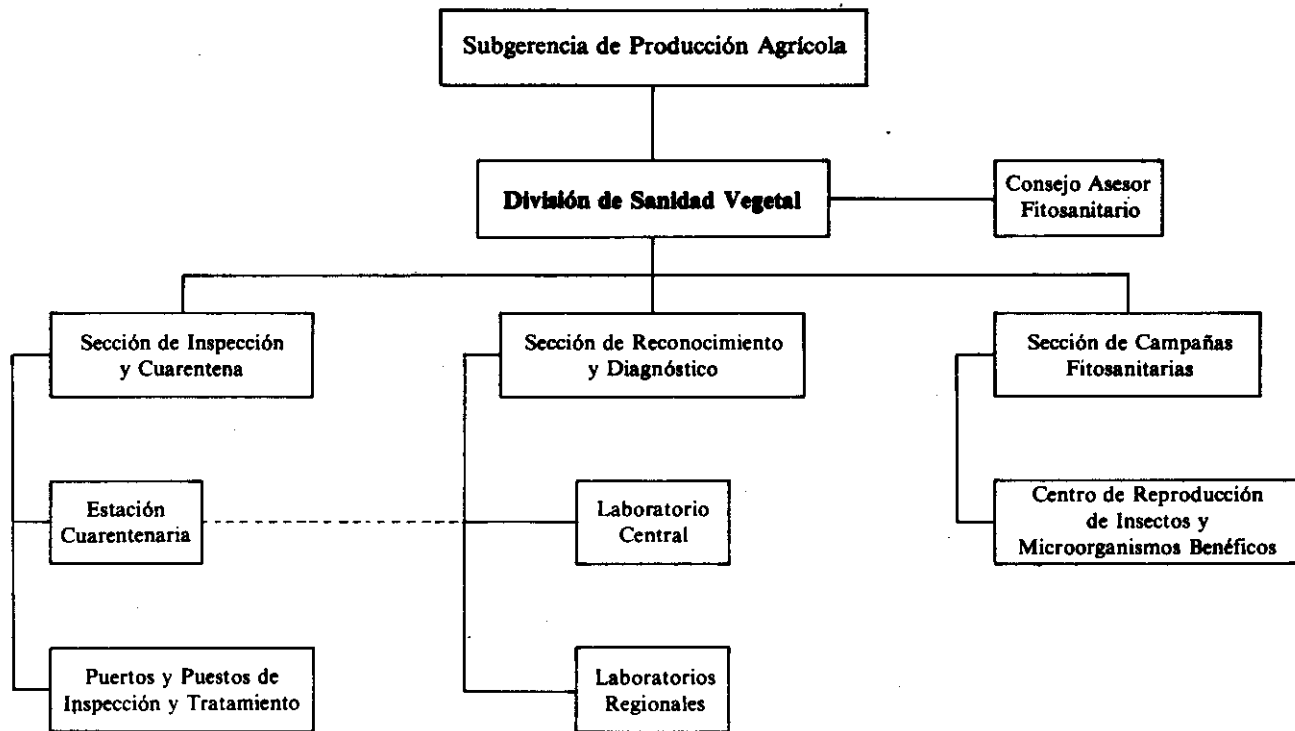 Subgerencia de Producción Agrícola
División de Sanidad Vegetal
Consejo Asesor
Fitosanitario
Sección de Inspección
y Cuarentena
Sección de Reconocimiento
y Diagnóstico
Sección de Campañas
Fitosanitarias
Estación
Cuarentenaria
Laboratorio
Central
Centro de Reproducción
de Insectos y
Microorganismos Benéficos
Puertos y Puestos de
Inspección y Tratamiento
Laboratorios
Regionales